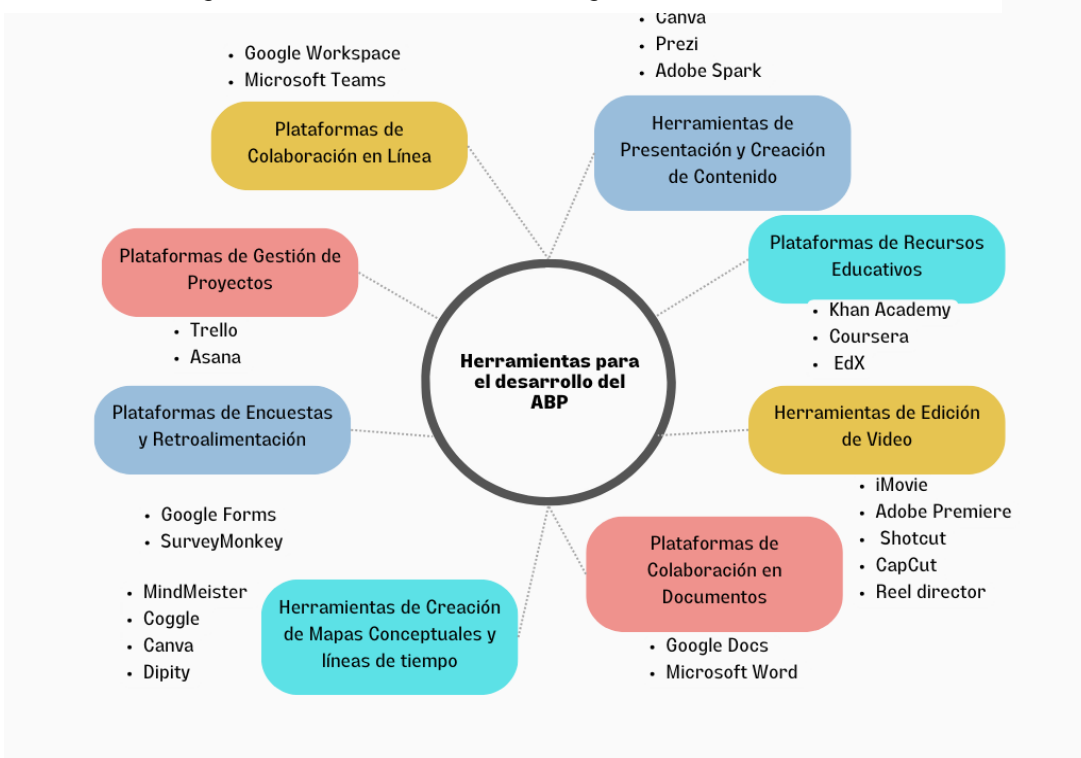 • Google Workspace
• Microsoft Teams
Plataformas de
Colaboración en Línea
• Canva
• Prezi
• Adobe Spark
Herramientas de
Presentación y Creación
de Contenido
Plataformas de Recursos
Educativos
• Khan Academy
• Coursera
• EdX
Plataformas de Gestión de
Proyectos
• Trello
• Asana
Herramientas para
el desarrollo del
ABP
Plataformas de Encuestas
y Retroalimentación
• Google Forms
• SurveyMonkey
Herramientas de Edición
de Video
• iMovie
• Adobe Premiere
• Shotcut
• CapCut
• Reel director
Plataformas de
Colaboración en
Documentos
• Google Docs
• Microsoft Word
• MindMeister
• Coggle
• Canva
• Dipity
Herramientas de Creación
de Mapas Conceptuales y
líneas de tiempo